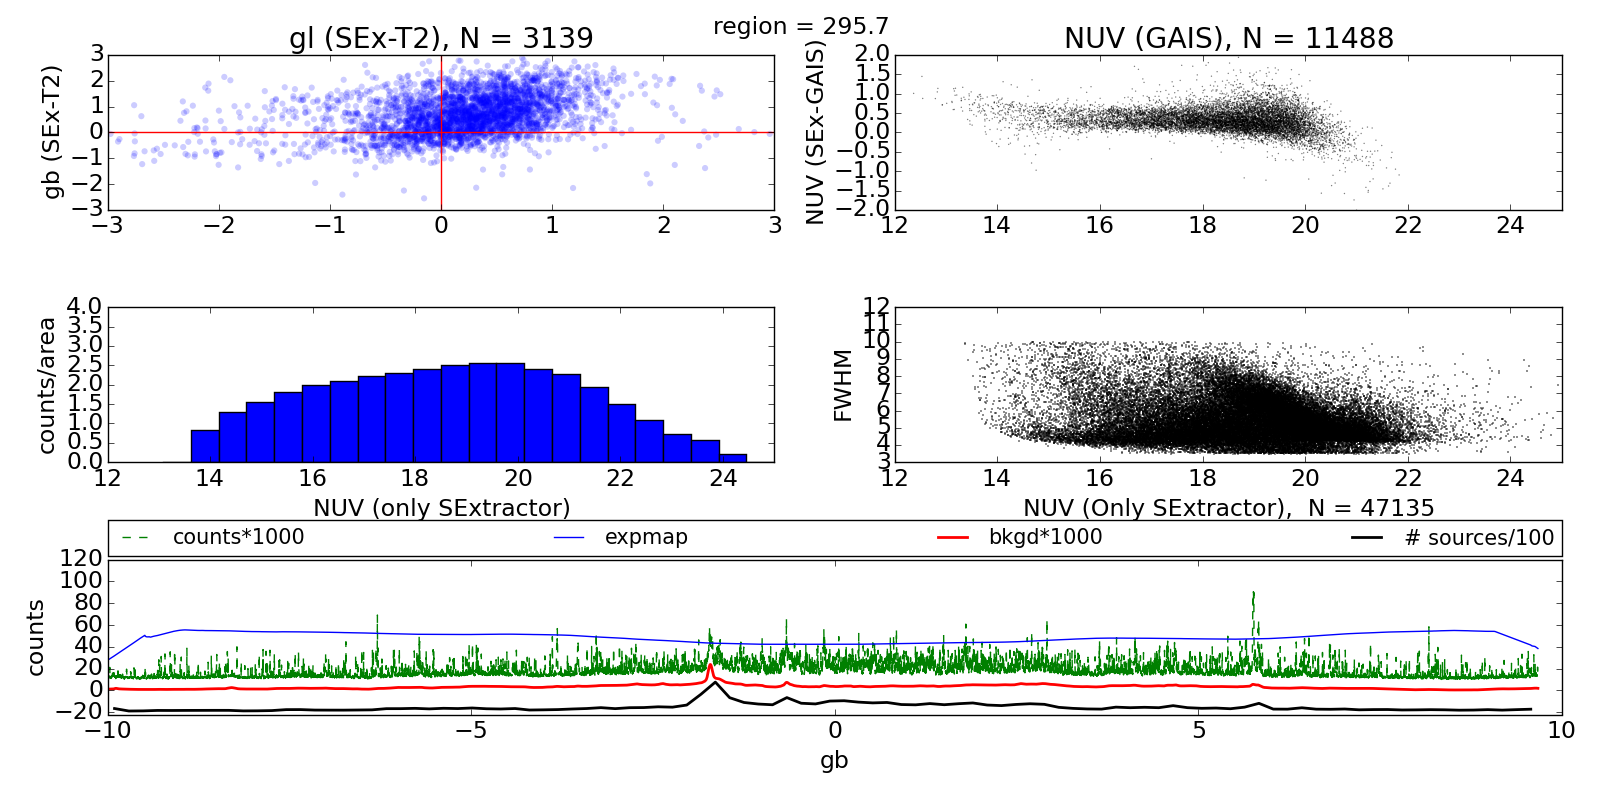 region = 295.7
gl (SEx-T2), N = 3139
gb (SEx-T2)
3
2
1
0
−1
−2
−3
−3 −2 −1 0 1 2 3
NUV (GAIS), N = 11488
NUV (SEx-GAIS)
2.0
1.5
1.0
0.5
0.0
−0.5
−1.0
−1.5
−2.0
12 14 16 18 20 22 24
counts/area
4.0
3.5
3.0
2.5
2.0
1.5
1.0
0.5
0.0
12 14 16 18 20 22 24
NUV (only SExtractor)
FWHM
12
11
10
9
8
7
6
5
4
3
12 14 16 18 20 22 24
NUV (Only SExtractor), N = 47135
counts*1000 expmap bkgd*1000 # sources/100
counts
120
100
80
60
40
20
0
−20
−10 −5 0 5 10
gb